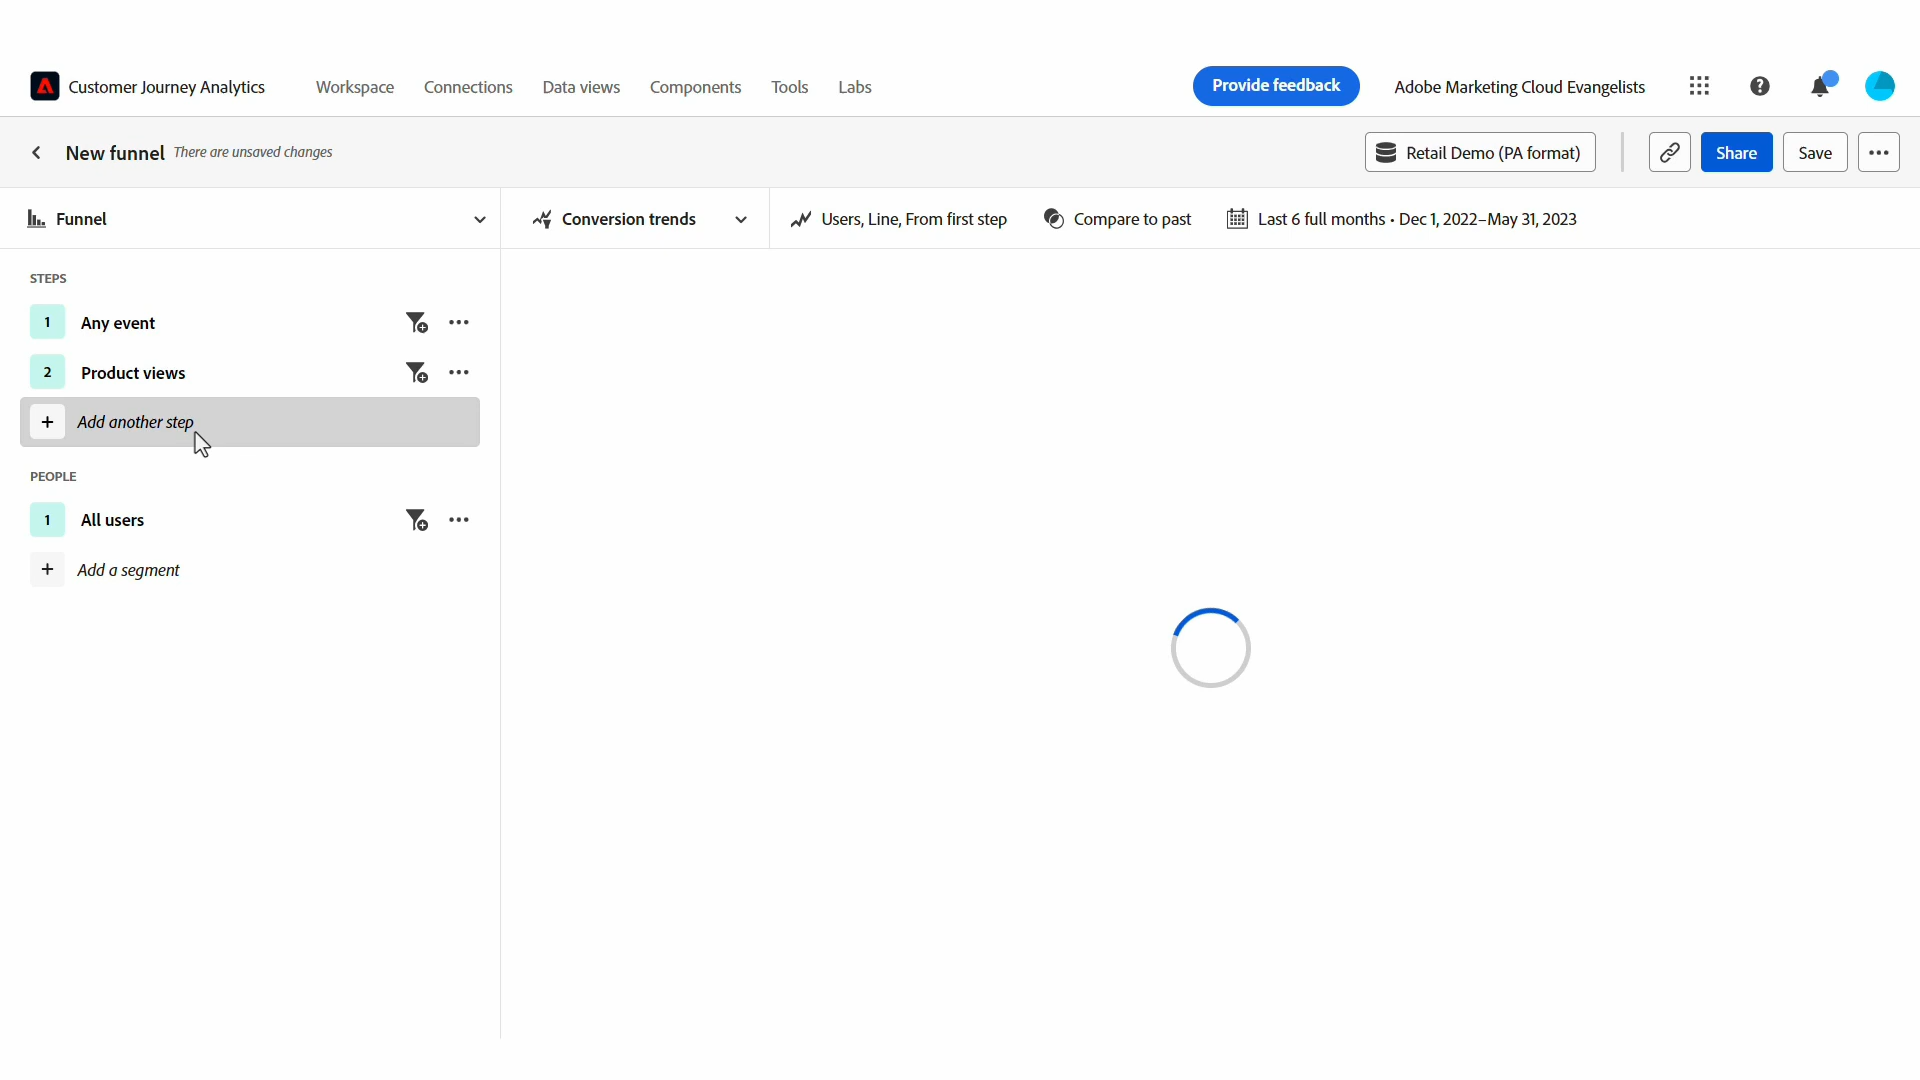 Customer Journey Analytics Workspace Connections Data views Components Tools Labs Provide feedback Adobe Marketing Cloud Evangelists
New funnel There are unsaved changes Retail Demo (PA format) Share Save
Funnel Conversion trends Users, Line, From first step Compare to past Last 6 full months • Dec 1, 2022–May 31, 2023
STEPS
1 Any event
2 Product views
+ Add another step
PEOPLE
1 All users
+ Add a segment